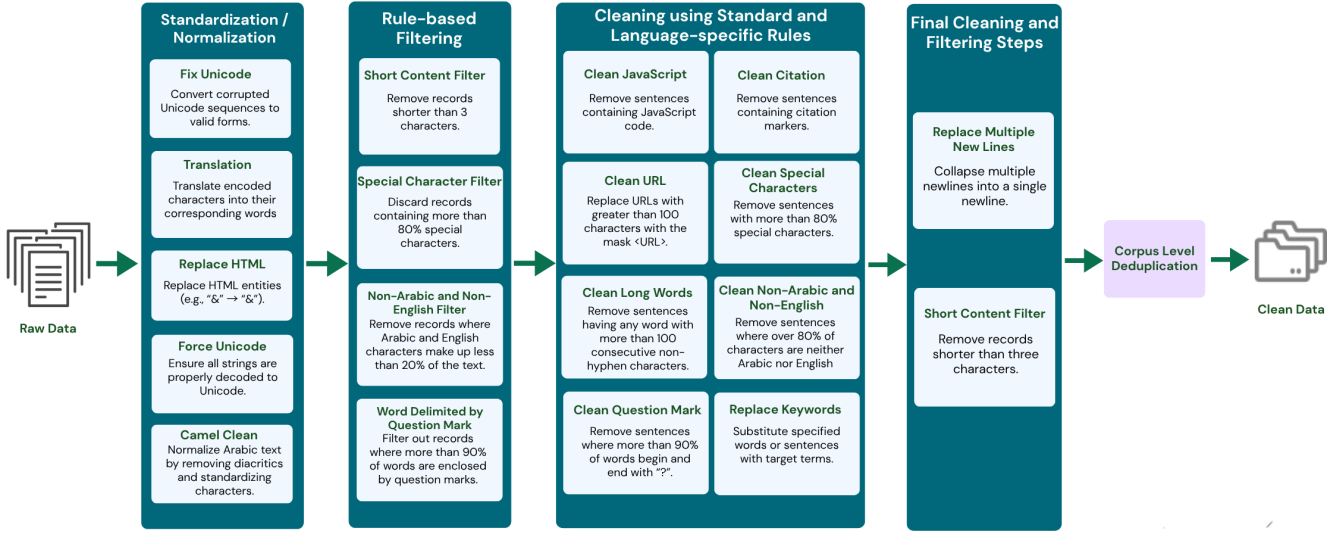 Raw Data
Standardization /
Normalization
Fix Unicode
Convert corrupted
Unicode sequences to
valid forms.
Translation
Translate encoded
characters into their
corresponding words
Replace HTML
Replace HTML entities
(e.g., “&” → “&”).
Force Unicode
Ensure all strings are
properly decoded to
Unicode.
Camel Clean
Normalize Arabic text
by removing diacritics
and standardizing
characters.
Rule-based
Filtering
Short Content Filter
Remove records
shorter than 3
characters.
Special Character Filter
Discard records
containing more than
80% special
characters.
Non-Arabic and Non-
English Filter
Remove records where
Arabic and English
characters make up less
than 20% of the text.
Word Delimited by
Question Mark
Filter out records
where more than 90%
of words are enclosed
by question marks.
Cleaning using Standard and
Language-specific Rules
Clean JavaScript
Remove sentences
containing JavaScript
code.
Clean Citation
Remove sentences
containing citation
markers.
Clean URL
Replace URLs with
greater than 100
characters with the
mask <URL>.
Clean Special
Characters
Remove sentences
with more than 80%
special characters.
Clean Long Words
Remove sentences
having any word with
more than 100
consecutive non-
hyphen characters.
Clean Non-Arabic and
Non-English
Remove sentences
where over 80% of
characters are neither
Arabic nor English
Clean Question Mark
Remove sentences
where more than 90%
of words begin and
end with “?”.
Replace Keywords
Substitute specified
words or sentences
with target terms.
Final Cleaning and
Filtering Steps
Replace Multiple
New Lines
Collapse multiple
newlines into a single
newline.
Short Content Filter
Remove records
shorter than three
characters.
Corpus Level
Deduplication
Clean Data